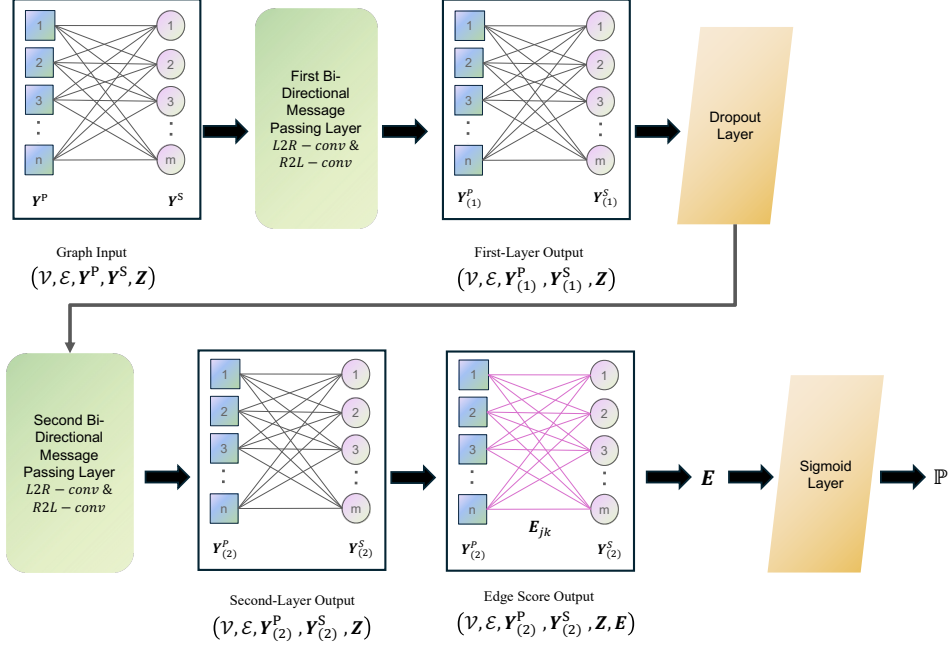 1 1
2 2
3 3
n m
Y^P Y^S
Graph Input
(𝒱, ℰ, Y^P, Y^S, Z)
First Bi-
Directional
Message
Passing Layer
L2R − conv &
R2L − conv
1 1
2 2
3 3
n m
Y^P_(1) Y^S_(1)
First-Layer Output
(𝒱, ℰ, Y^P_(1), Y^S_(1), Z)
Dropout
Layer
Second Bi-
Directional
Message
Passing Layer
L2R − conv &
R2L − conv
1 1
2 2
3 3
n m
Y^P_(2) Y^S_(2)
Second-Layer Output
(𝒱, ℰ, Y^P_(2), Y^S_(2), Z)
1 1
2 2
3 3
n m
E_jk
Y^P_(2) Y^S_(2)
Edge Score Output
(𝒱, ℰ, Y^P_(2), Y^S_(2), Z, E)
E
Sigmoid
Layer
ℙ